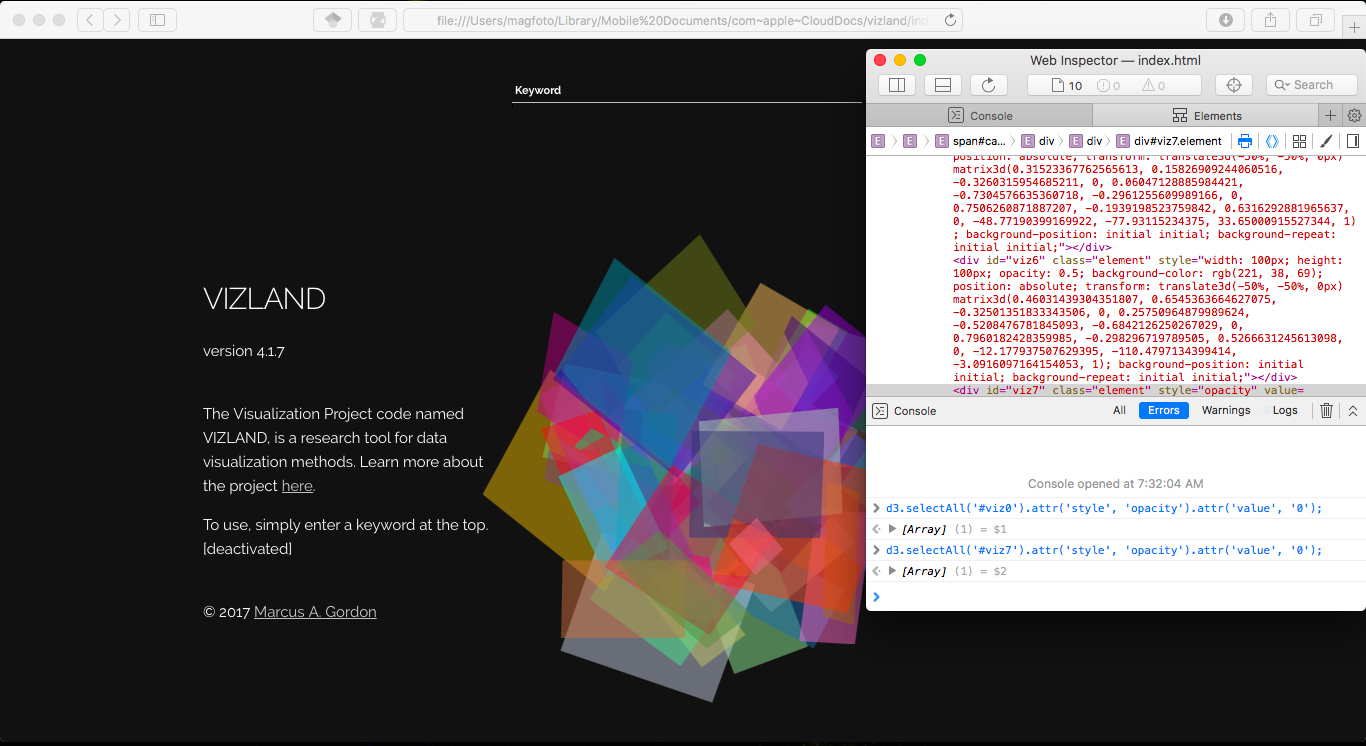 file:///Users/magfoto/Library/Mobile%20Documents/com~apple~CloudDocs/vizland/ind
Keyword
VIZLAND
version 4.1.7
The Visualization Project code named
VIZLAND, is a research tool for data
visualization methods. Learn more about
the project here.
To use, simply enter a keyword at the top.
[deactivated]
© 2017 Marcus A. Gordon
Web Inspector — index.html
10 0 0 Search
Console Elements
E E E span#ca... E div E div E div#viz7.element
position: absolute; transform: translate3d(-50%, -50%, 0px)
matrix3d(0.31523367762565613, 0.15826909244060516,
-0.3260315954685211, 0, 0.06047128885984421,
-0.7304576635360718, -0.2961255609989166, 0,
0.7506260871887207, -0.1939198523759842, 0.6316292881965637,
0, -48.77190399169922, -77.93115234375, 33.65000915527344, 1)
; background-position: initial initial; background-repeat:
initial initial;"></div>
<div id="viz6" class="element" style="width: 100px; height:
100px; opacity: 0.5; background-color: rgb(221, 38, 69);
position: absolute; transform: translate3d(-50%, -50%, 0px)
matrix3d(0.46031439304351807, 0.6545363664627075,
-0.32501351833343506, 0, 0.25750964879989624,
-0.5208476781845093, -0.6842126250267029, 0,
0.7960182428359985, -0.298296719789505, 0.5266631245613098,
0, -12.177937507629395, -110.4797134399414,
-3.0916097164154053, 1); background-position: initial
initial; background-repeat: initial initial;"></div>
<div id="viz7" class="element" style="opacity" value=
Console All Errors Warnings Logs
Console opened at 7:32:04 AM
d3.selectAll('#viz0').attr('style', 'opacity').attr('value', '0');
[Array] (1) = $1
d3.selectAll('#viz7').attr('style', 'opacity').attr('value', '0');
[Array] (1) = $2